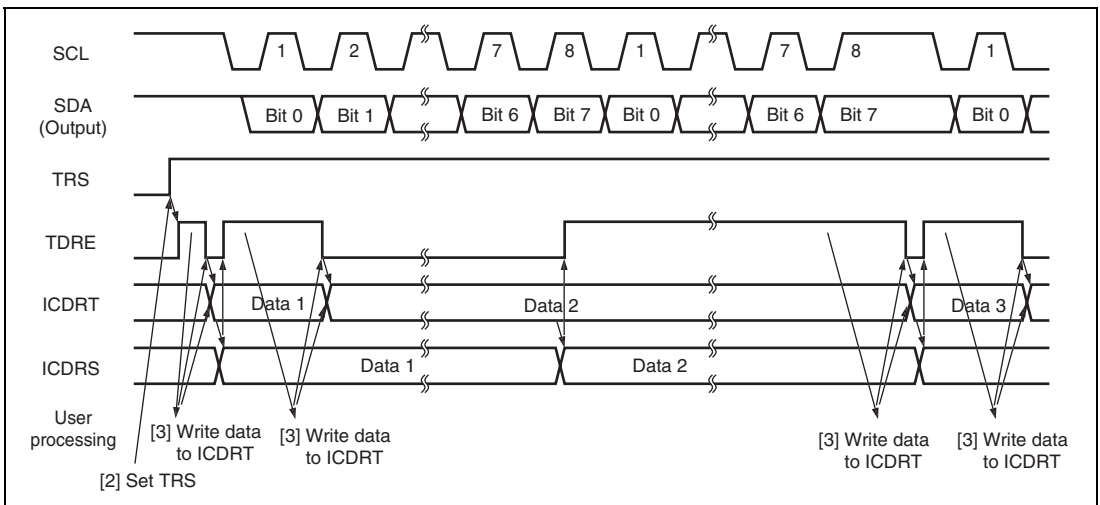 SCL 1 2 7 8 1 7 8 1
SDA
(Output)
Bit 0 Bit 1 Bit 6 Bit 7 Bit 0 Bit 6 Bit 7 Bit 0
TRS
TDRE
ICDRT Data 1 Data 2 Data 3
ICDRS Data 1 Data 2
User
processing
[3] Write data
to ICDRT
[3] Write data
to ICDRT
[3] Write data
to ICDRT
[3] Write data
to ICDRT
[2] Set TRS